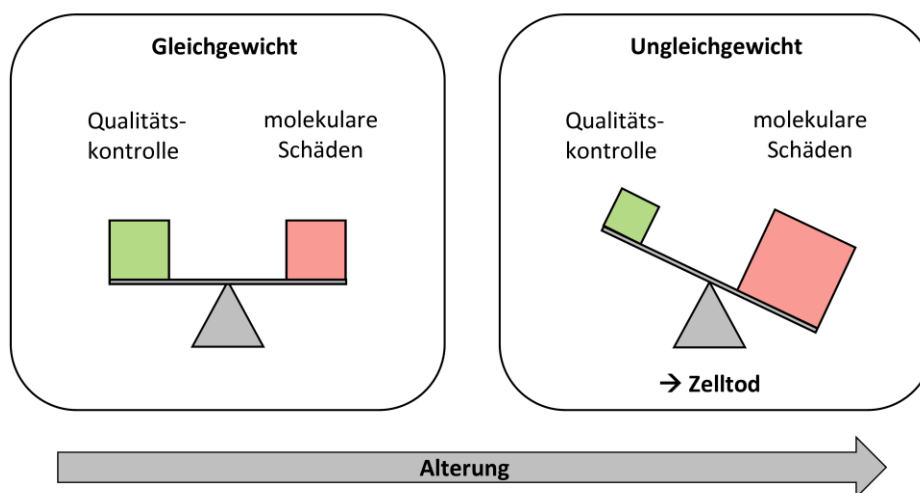 Gleichgewicht
Qualitäts-
kontrolle
molekulare
Schäden
Ungleichgewicht
Qualitäts-
kontrolle
molekulare
Schäden
→ Zelltod
Alterung